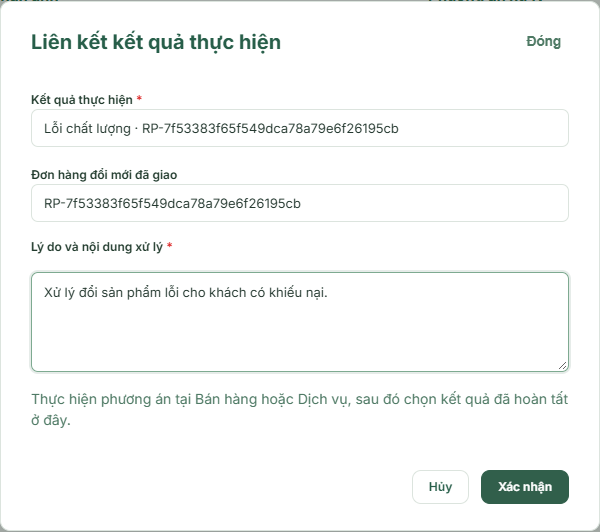 Liên kết kết quả thực hiện
Đóng
Kết quả thực hiện *
Lỗi chất lượng · RP-7f53383f65f549dca78a79e6f26195cb
Đơn hàng đổi mới đã giao
RP-7f53383f65f549dca78a79e6f26195cb
Lý do và nội dung xử lý *
Xử lý đổi sản phẩm lỗi cho khách có khiếu nại.
Thực hiện phương án tại Bán hàng hoặc Dịch vụ, sau đó chọn kết quả đã hoàn tất
ở đây.
Hủy
Xác nhận